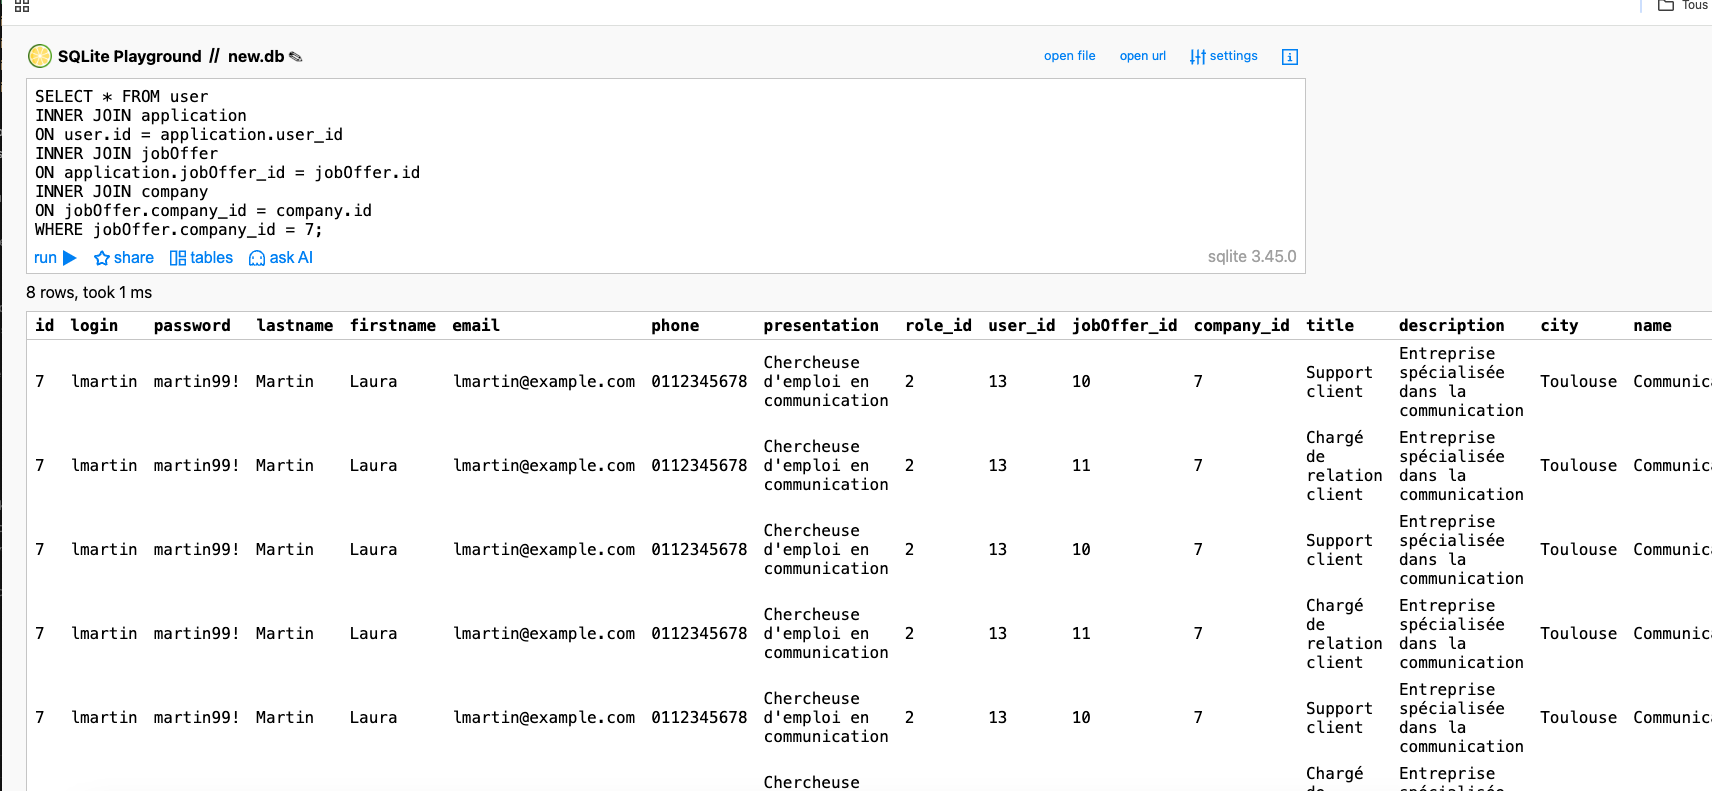 Tous
SQLite Playground // new.db ✎
open file open url settings
SELECT * FROM user
INNER JOIN application
ON user.id = application.user_id
INNER JOIN jobOffer
ON application.jobOffer_id = jobOffer.id
INNER JOIN company
ON jobOffer.company_id = company.id
WHERE jobOffer.company_id = 7;
run share tables ask AI sqlite 3.45.0
8 rows, took 1 ms
id login password lastname firstname email phone presentation role_id user_id jobOffer_id company_id title description city name
7 lmartin martin99! Martin Laura lmartin@example.com 0112345678 Chercheuse d'emploi en communication 2 13 10 7 Support client Entreprise spécialisée dans la communication Toulouse Communica
7 lmartin martin99! Martin Laura lmartin@example.com 0112345678 Chercheuse d'emploi en communication 2 13 11 7 Chargé de relation client Entreprise spécialisée dans la communication Toulouse Communica
7 lmartin martin99! Martin Laura lmartin@example.com 0112345678 Chercheuse d'emploi en communication 2 13 10 7 Support client Entreprise spécialisée dans la communication Toulouse Communica
7 lmartin martin99! Martin Laura lmartin@example.com 0112345678 Chercheuse d'emploi en communication 2 13 11 7 Chargé de relation client Entreprise spécialisée dans la communication Toulouse Communica
7 lmartin martin99! Martin Laura lmartin@example.com 0112345678 Chercheuse d'emploi en communication 2 13 10 7 Support client Entreprise spécialisée dans la communication Toulouse Communica
Chercheuse Chargé Entreprise